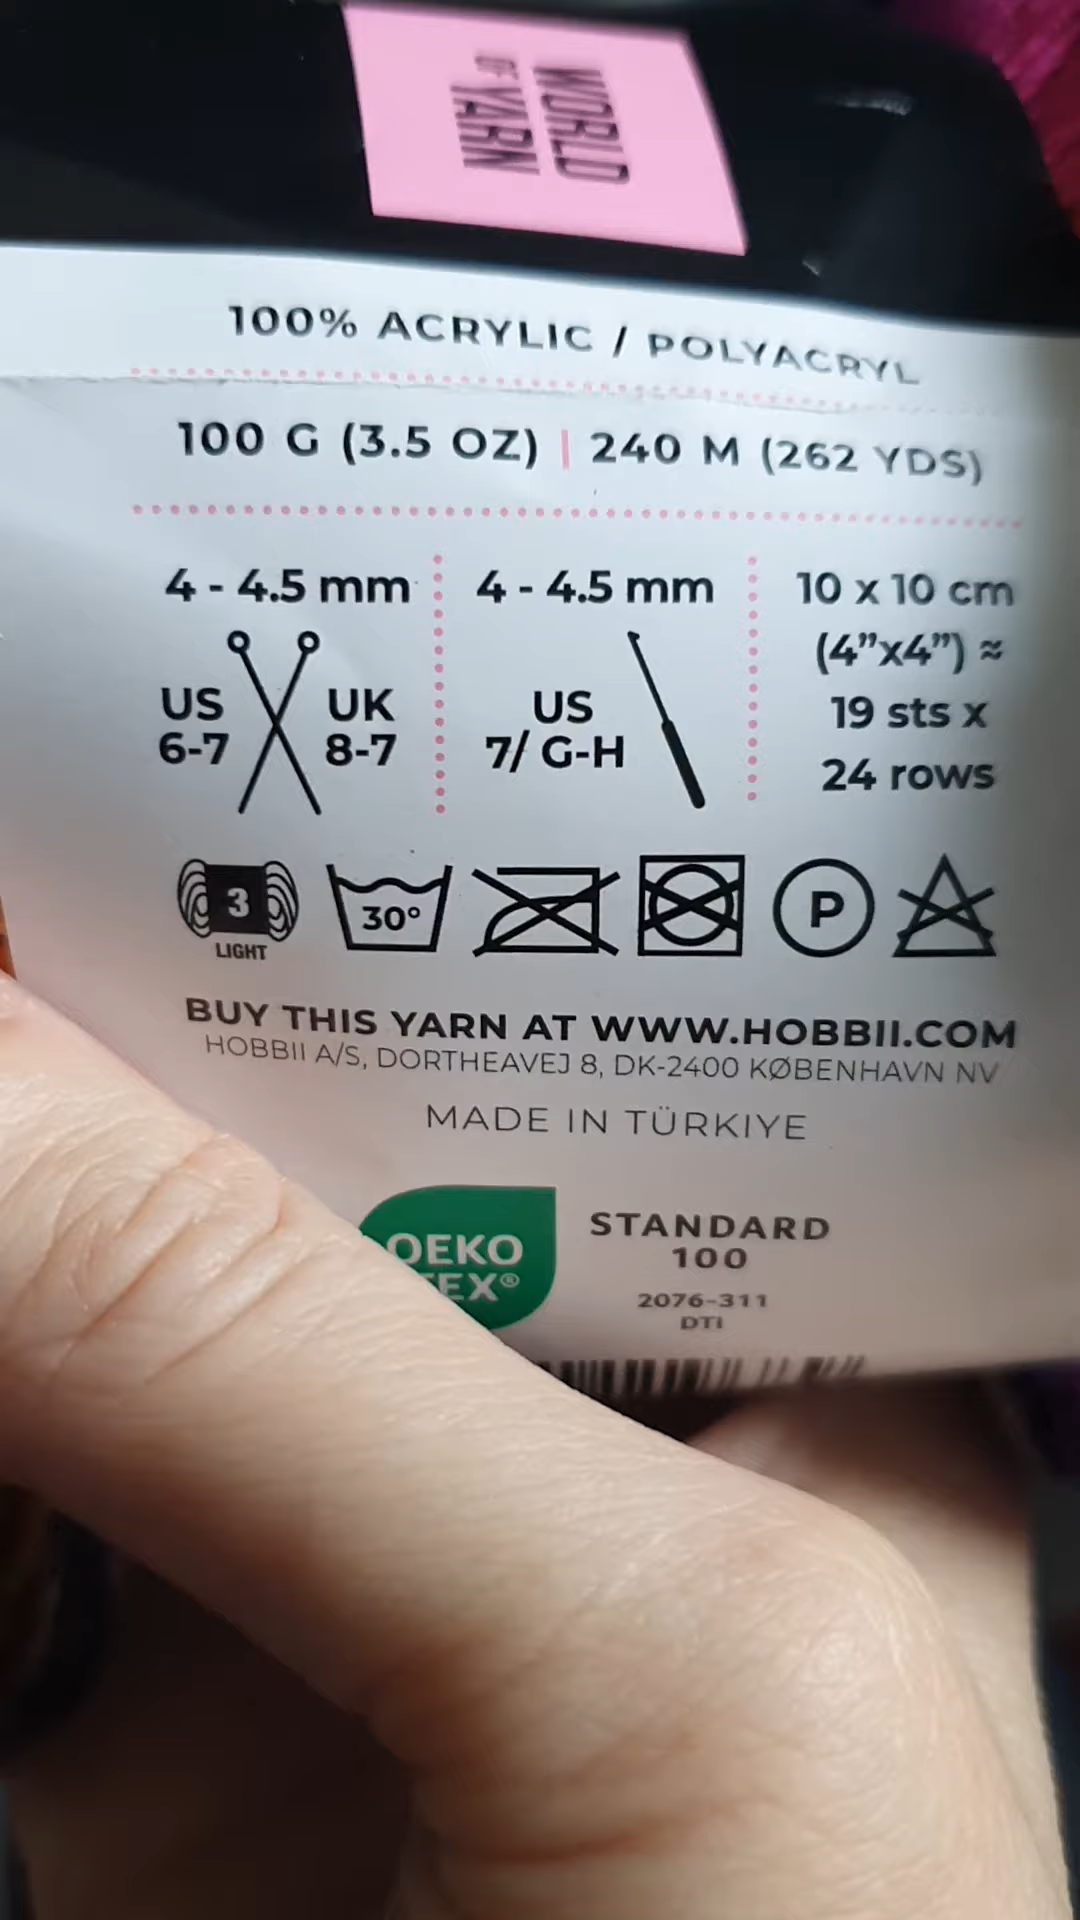 WORLD
OF YARN
100% ACRYLIC / POLYACRYL
100 G (3.5 OZ) | 240 M (262 YDS)
4 - 4.5 mm
US
6-7
UK
8-7
4 - 4.5 mm
US
7/ G-H
10 x 10 cm
(4”x4”) ≈
19 sts x
24 rows
3
LIGHT
30°
P
BUY THIS YARN AT WWW.HOBBII.COM
HOBBII A/S, DORTHEAVEJ 8, DK-2400 KØBENHAVN NV
MADE IN TÜRKIYE
OEKO
TEX®
STANDARD
100
2076-311
DTI